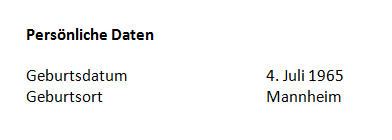 Persönliche Daten
Geburtsdatum 4. Juli 1965
Geburtsort Mannheim